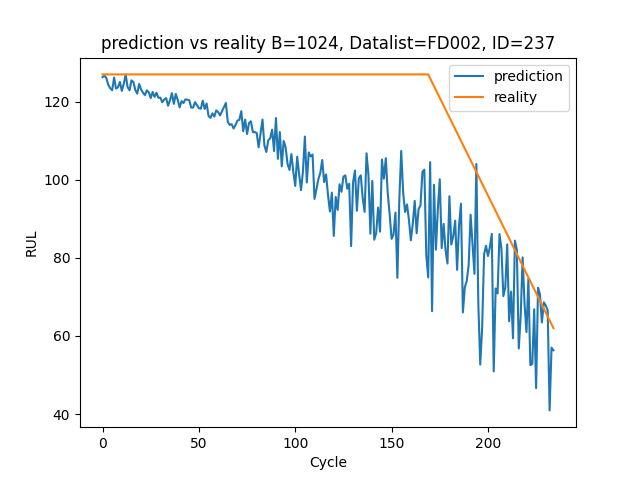 prediction vs reality B=1024, Datalist=FD002, ID=237
prediction
reality
RUL
120
100
80
60
40
0
50
100
150
200
Cycle